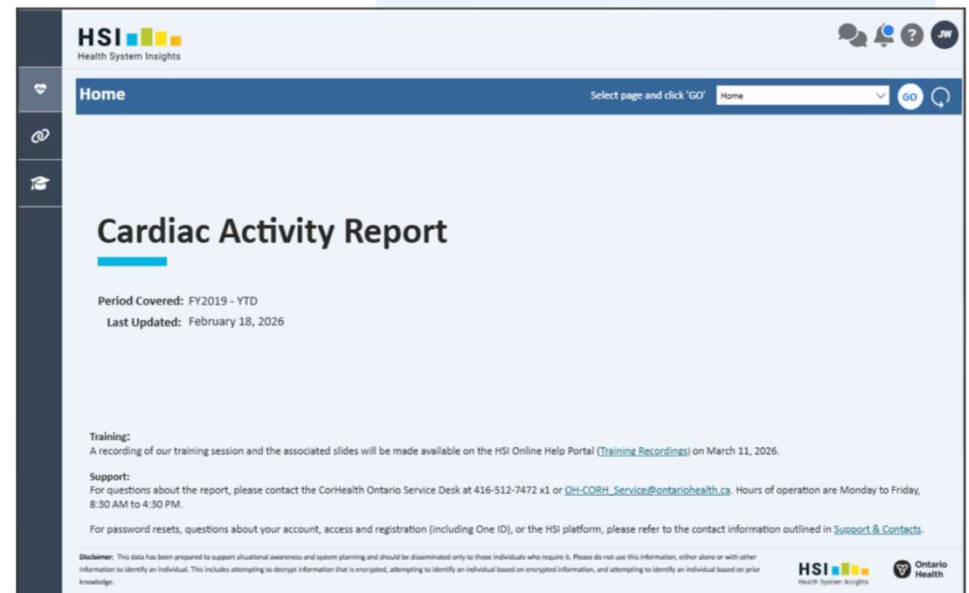 HSI
Health System Insights
JW
Home
Select page and click 'GO'
Home
GO
Cardiac Activity Report
Period Covered: FY2019 - YTD
Last Updated: February 18, 2026
Training:
A recording of our training session and the associated slides will be made available on the HSI Online Help Portal (Training Recordings) on March 11, 2026.
Support:
For questions about the report, please contact the CorHealth Ontario Service Desk at 416-512-7472 x1 or OH-CORH_Service@ontariohealth.ca. Hours of operation are Monday to Friday,
8:30 AM to 4:30 PM.
For password resets, questions about your account, access and registration (including One ID), or the HSI platform, please refer to the contact information outlined in Support & Contacts.
Disclaimer: This data has been prepared to support situational awareness and system planning and should be disseminated only to those individuals who require it. Please do not use this information, either alone or with other
information to identify an individual. This includes attempting to decrypt information that is encrypted, attempting to identify an individual based on encrypted information, and attempting to identify an individual based on prior
knowledge.
HSI
Health System Insights
Ontario
Health